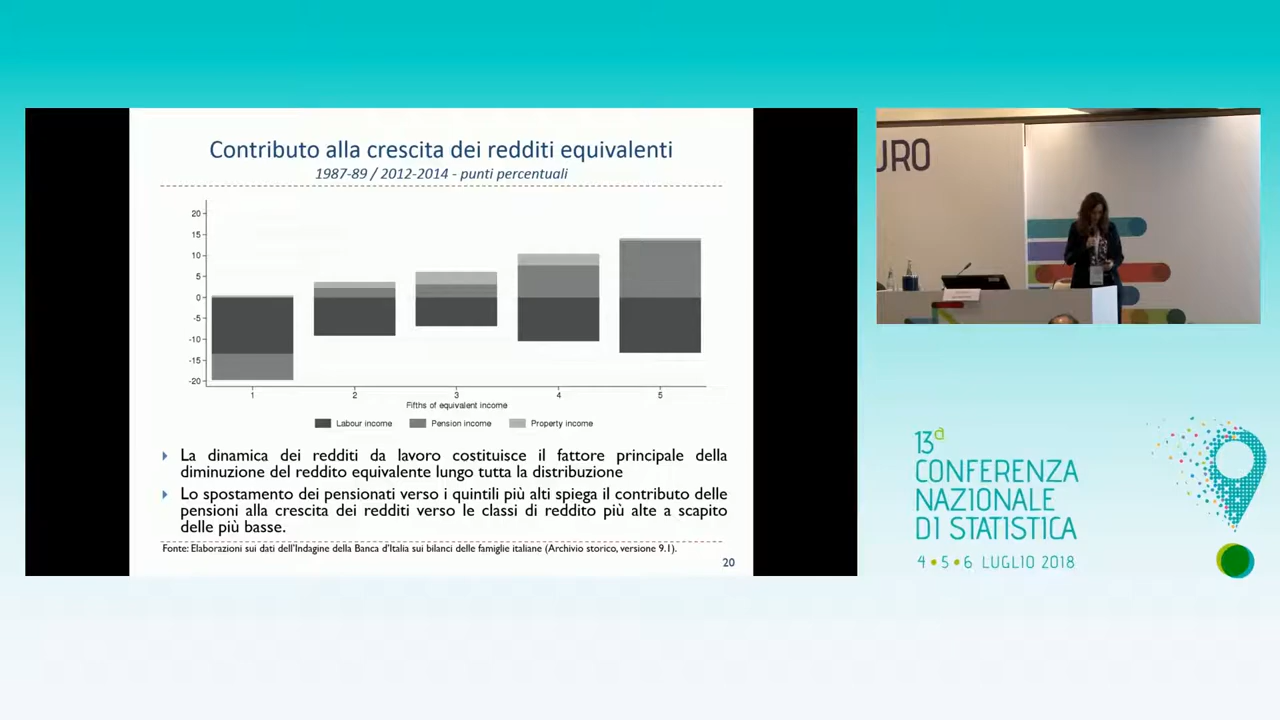 Contributo alla crescita dei redditi equivalenti
1987-89 / 2012-2014 - punti percentuali
20
15
10
5
0
-5
-10
-15
-20
1 2 3 4 5
Fifths of equivalent income
Labour income Pension income Property income
La dinamica dei redditi da lavoro costituisce il fattore principale della
diminuzione del reddito equivalente lungo tutta la distribuzione
Lo spostamento dei pensionati verso i quintili più alti spiega il contributo delle
pensioni alla crescita dei redditi verso le classi di reddito più alte a scapito
delle più basse.
Fonte: Elaborazioni sui dati dell'Indagine della Banca d'Italia sui bilanci delle famiglie italiane (Archivio storico, versione 9.1).
20
URO
13a
CONFERENZA
NAZIONALE
DI STATISTICA
4 • 5 • 6 LUGLIO 2018